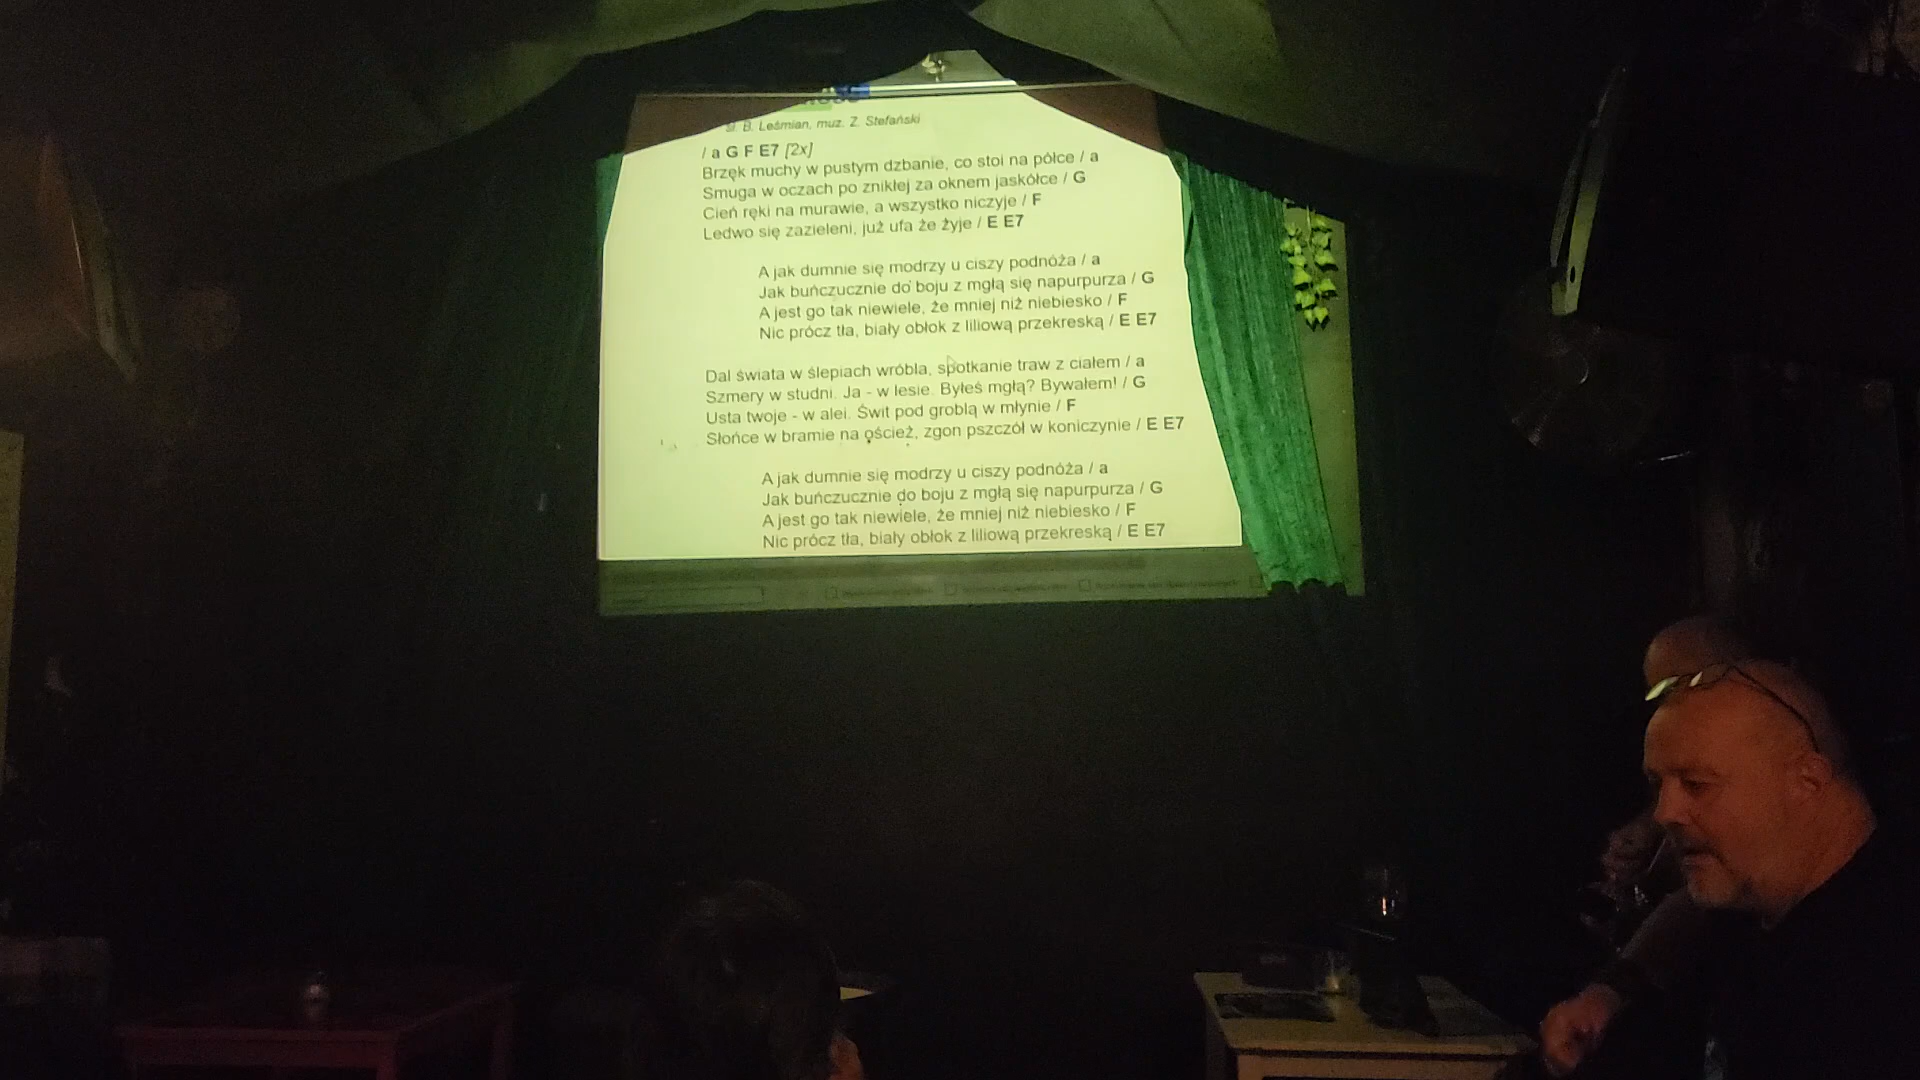 B. Leśmian, muz. Z. Stefański
/ a G F E7 [2x]
Brzęk muchy w pustym dzbanie, co stoi na półce / a
Smuga w oczach po znikłej za oknem jaskółce / G
Cień ręki na murawie, a wszystko niczyje / F
Ledwo się zazieleni, już ufa że żyje / E E7
A jak dumnie się modrzy u ciszy podnóża / a
Jak buńczucznie do boju z mgłą się napurpurza / G
A jest go tak niewiele, że mniej niż niebiesko / F
Nic prócz tła, biały obłok z liliową przekreską / E E7
Dal świata w ślepiach wróbla, spotkanie traw z ciałem / a
Szmery w studni. Ja - w lesie. Byłeś mgłą? Bywałem! / G
Usta twoje - w alei. Świt pod groblą w młynie / F
Słońce w bramie na oścież, zgon pszczół w koniczynie / E E7
A jak dumnie się modrzy u ciszy podnóża / a
Jak buńczucznie do boju z mgłą się napurpurza / G
A jest go tak niewiele, że mniej niż niebiesko / F
Nic prócz tła, biały obłok z liliową przekreską / E E7